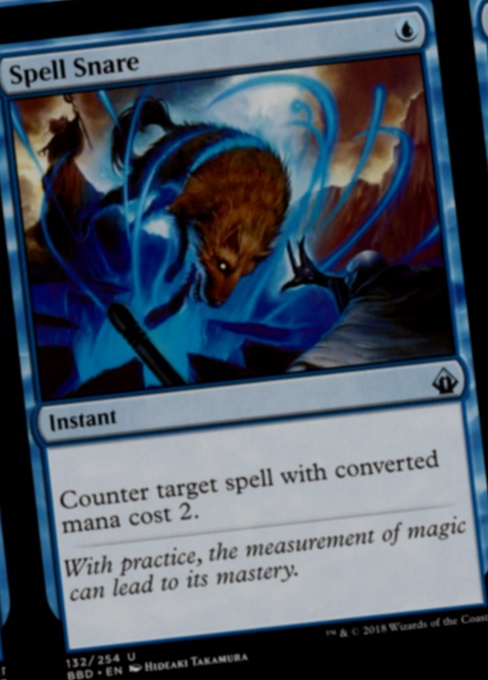 Spell Snare
Instant
Counter target spell with converted
mana cost 2.
With practice, the measurement of magic
can lead to its mastery.
132/254 U
BBD • EN HIDEAKI TAKAMURA
™ & © 2018 Wizards of the Coast